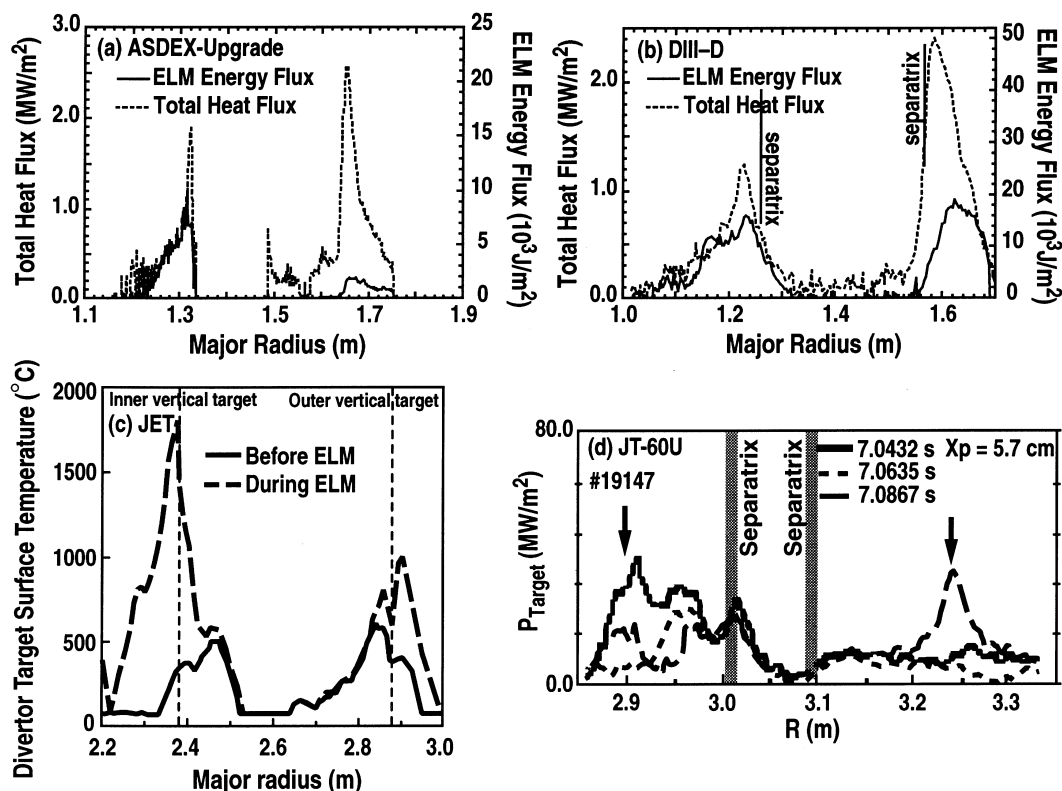 (a) ASDEX-Upgrade
ELM Energy Flux
Total Heat Flux
Total Heat Flux (MW/m²)
3.0
2.0
1.0
0.0
ELM Energy Flux (10³J/m²)
25
20
15
10
5
0
1.1 1.3 1.5 1.7 1.9
Major Radius (m)
(b) DIII–D
ELM Energy Flux
Total Heat Flux
separatrix
separatrix
Total Heat Flux (MW/m²)
2.0
1.0
0.0
ELM Energy Flux (10³J/m²)
50
40
30
20
10
0
1.0 1.2 1.4 1.6
Major Radius (m)
Inner vertical target Outer vertical target
(c) JET
Before ELM
During ELM
Divertor Target Surface Temperature (°C)
2000
1500
1000
500
0
2.2 2.4 2.6 2.8 3.0
Major radius (m)
(d) JT-60U
#19147
7.0432 s Xp = 5.7 cm
7.0635 s
7.0867 s
Separatrix
Separatrix
P_Target (MW/m²)
80.0
0.0
2.9 3.0 3.1 3.2 3.3
R (m)